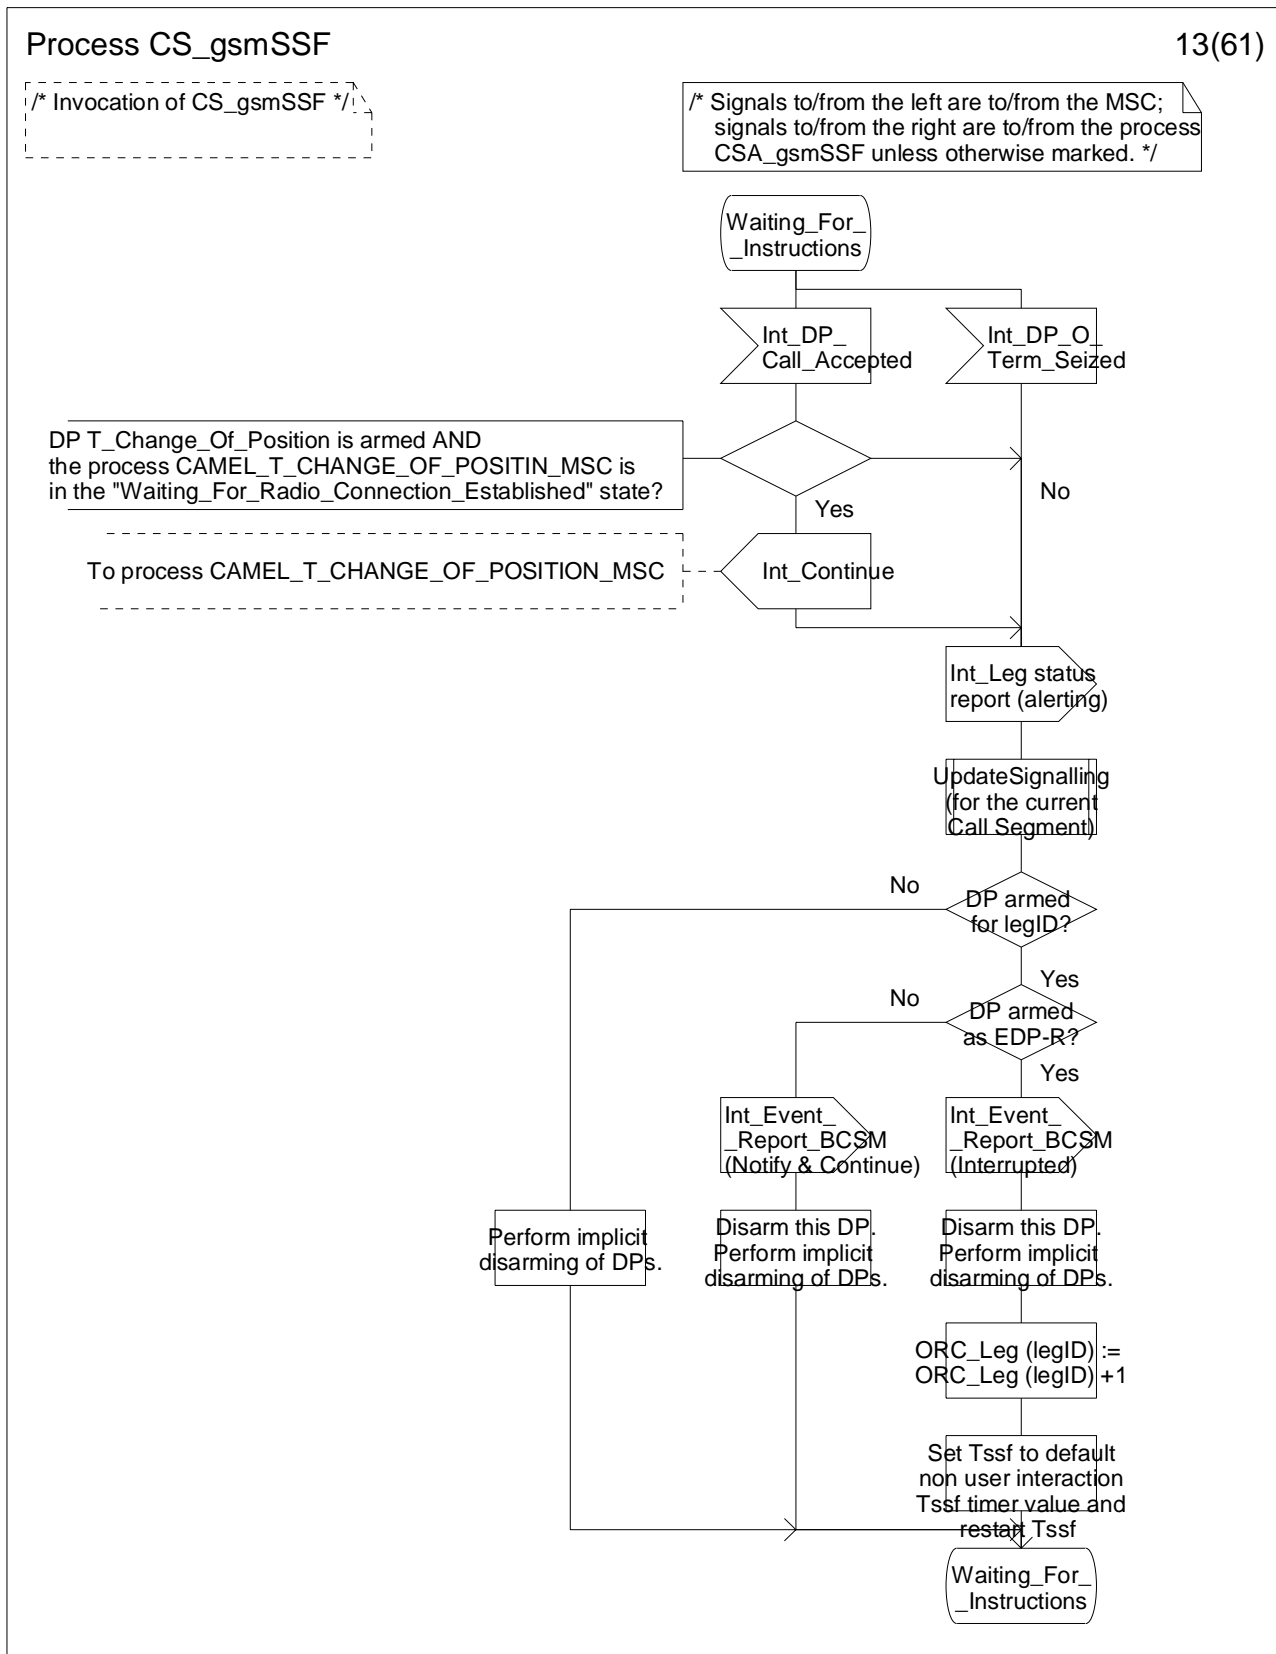 Process CS_gsmSSF
13(61)
/* Invocation of CS_gsmSSF */
/* Signals to/from the left are to/from the MSC;
signals to/from the right are to/from the process
CSA_gsmSSF unless otherwise marked. */
Waiting_For_
_Instructions
Int_DP_
Call_Accepted
Int_DP_O_
Term_Seized
DP T_Change_Of_Position is armed AND
the process CAMEL_T_CHANGE_OF_POSITIN_MSC is
in the "Waiting_For_Radio_Connection_Established" state?
No
Yes
To process CAMEL_T_CHANGE_OF_POSITION_MSC
Int_Continue
Int_Leg status
report (alerting)
UpdateSignalling
(for the current
Call Segment)
No
DP armed
for legID?
Yes
No
DP armed
as EDP-R?
Yes
Int_Event_
_Report_BCSM
(Notify & Continue)
Int_Event_
_Report_BCSM
(Interrupted)
Perform implicit
disarming of DPs.
Disarm this DP.
Perform implicit
disarming of DPs.
Disarm this DP.
Perform implicit
disarming of DPs.
ORC_Leg (legID) :=
ORC_Leg (legID) +1
Set Tssf to default
non user interaction
Tssf timer value and
restart Tssf
Waiting_For_
_Instructions